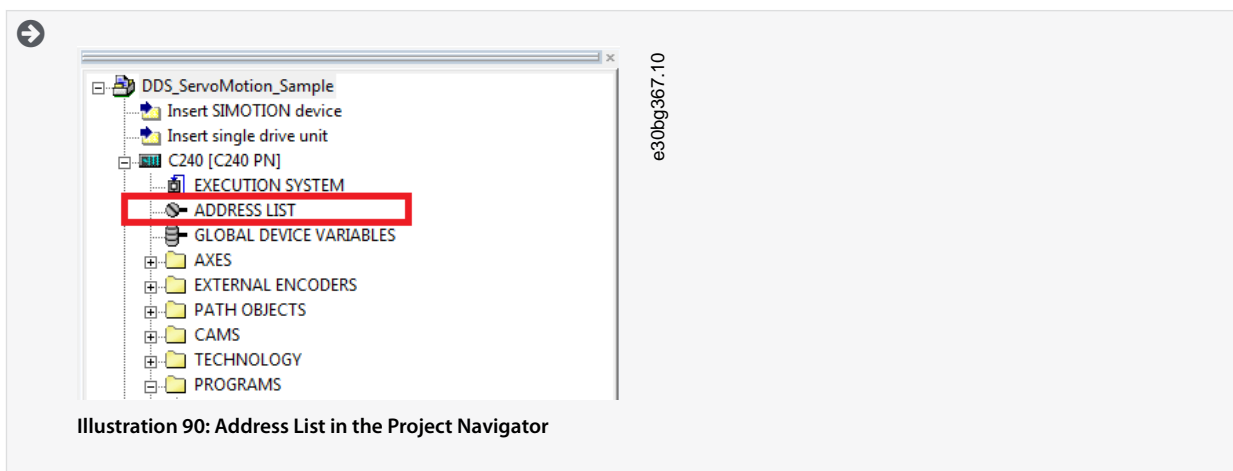 DDS_ServoMotion_Sample
Insert SIMOTION device
Insert single drive unit
C240 [C240 PN]
EXECUTION SYSTEM
ADDRESS LIST
GLOBAL DEVICE VARIABLES
AXES
EXTERNAL ENCODERS
PATH OBJECTS
CAMS
TECHNOLOGY
PROGRAMS
e30bg367.10
Illustration 90: Address List in the Project Navigator